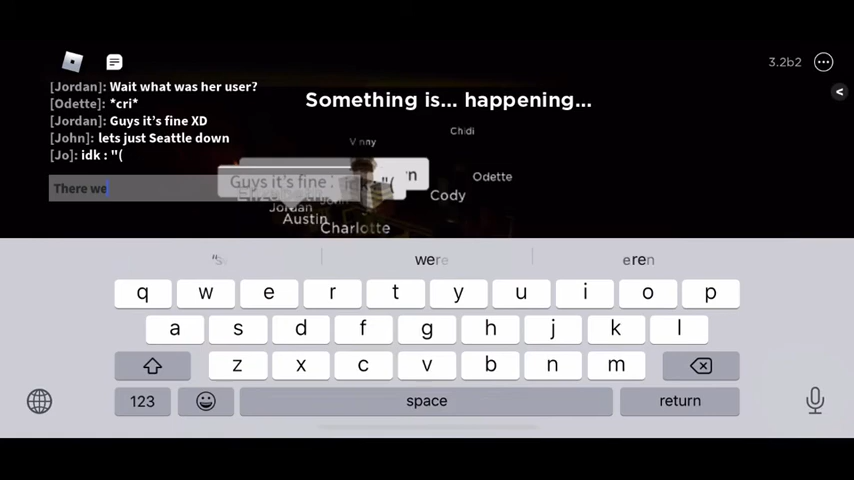 3.2b2
[Jordan]: Wait what was her user?
[Odette]: *cri*
[Jordan]: Guys it's fine XD
[John]: lets just Seattle down
[Jo]: idk : "(
Something is... happening...
Chidi
Vinny
Guys it's fine :
"(
Odette
Cody
Jordan
Austin
Charlotte
There we
were
eren
q w e r t y u i o p
a s d f g h j k l
z x c v b n m
123
space
return